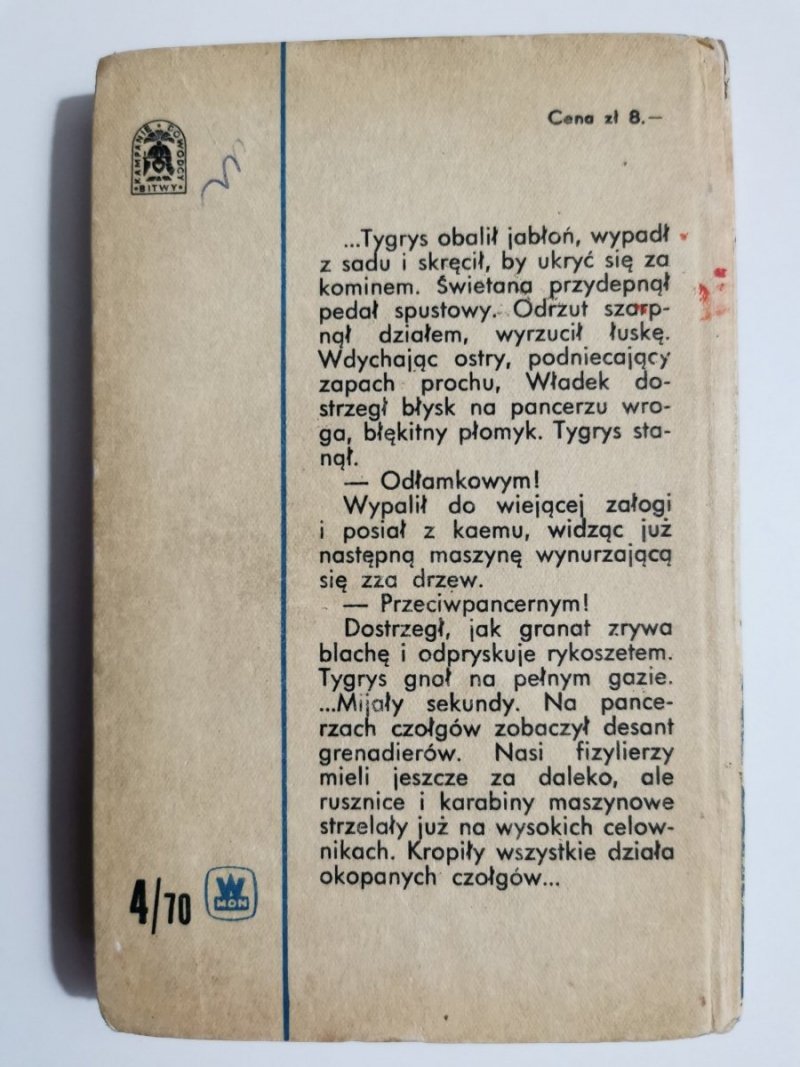 Cena zł 8.—
KAMPANIE • DOWODCY
• BITWY •
...Tygrys obalił jabłoń, wypadł
z sadu i skręcił, by ukryć się za
kominem. Świetana przydepnął
pedał spustowy. Odrzut szarp-
nął działem, wyrzucił łuskę.
Wdychając ostry, podniecający
zapach prochu, Władek do-
strzegł błysk na pancerzu wro-
ga, błękitny płomyk. Tygrys sta-
nął.
— Odłamkowym!
Wypalił do wiejącej załogi
i posiał z kaemu, widząc już
następną maszynę wynurzającą
się zza drzew.
— Przeciwpancernym!
Dostrzegł, jak granat zrywa
blachę i odpryskuje rykoszetem.
Tygrys gnał na pełnym gazie.
...Mijały sekundy. Na pance-
rzach czołgów zobaczył desant
grenadierów. Nasi fizylierzy
mieli jeszcze za daleko, ale
rusznice i karabiny maszynowe
strzelały już na wysokich celow-
nikach. Kropiły wszystkie działa
okopanych czołgów...
4/70
W
MON